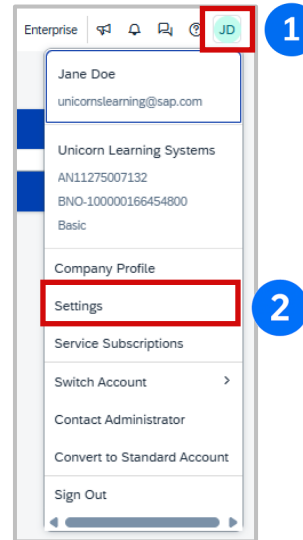 Enterprise JD 1
Jane Doe
unicornslearning@sap.com
Unicorn Learning Systems
AN11275007132
BNO-100000166454800
Basic
Company Profile
Settings 2
Service Subscriptions
Switch Account
Contact Administrator
Convert to Standard Account
Sign Out